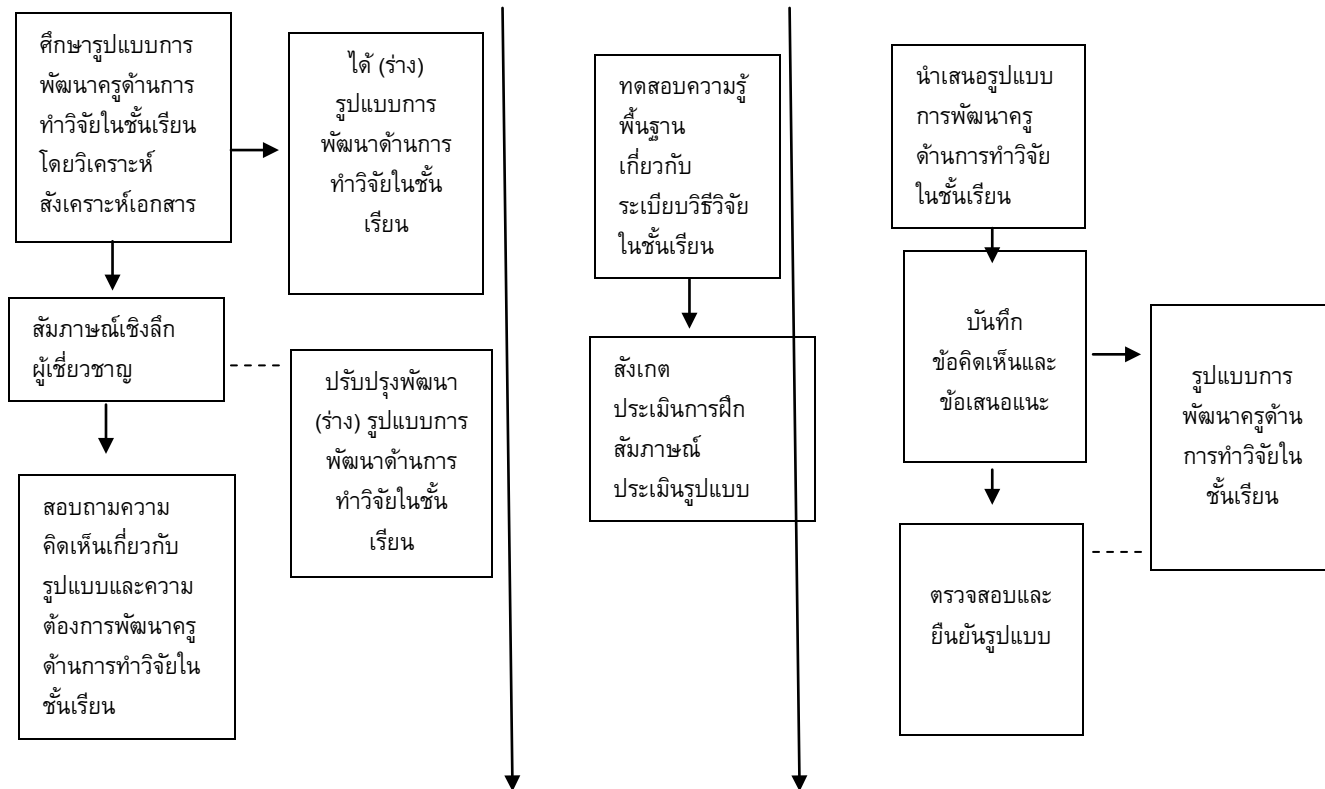 ศึกษารูปแบบการ
พัฒนาครูด้านการ
ทำวิจัยในชั้นเรียน
โดยวิเคราะห์
สังเคราะห์เอกสาร
ได้ (ร่าง)
รูปแบบการ
พัฒนาด้านการ
ทำวิจัยในชั้น
เรียน
สัมภาษณ์เชิงลึก
ผู้เชี่ยวชาญ
ปรับปรุงพัฒนา
(ร่าง) รูปแบบการ
พัฒนาด้านการ
ทำวิจัยในชั้น
เรียน
สอบถามความ
คิดเห็นเกี่ยวกับ
รูปแบบและความ
ต้องการพัฒนาครู
ด้านการทำวิจัยใน
ชั้นเรียน
ทดสอบความรู้
พื้นฐาน
เกี่ยวกับ
ระเบียบวิธีวิจัย
ในชั้นเรียน
สังเกต
ประเมินการฝึก
สัมภาษณ์
ประเมินรูปแบบ
นำเสนอรูปแบบ
การพัฒนาครู
ด้านการทำวิจัย
ในชั้นเรียน
บันทึก
ข้อคิดเห็นและ
ข้อเสนอแนะ
รูปแบบการ
พัฒนาครูด้าน
การทำวิจัยใน
ชั้นเรียน
ตรวจสอบและ
ยืนยันรูปแบบ